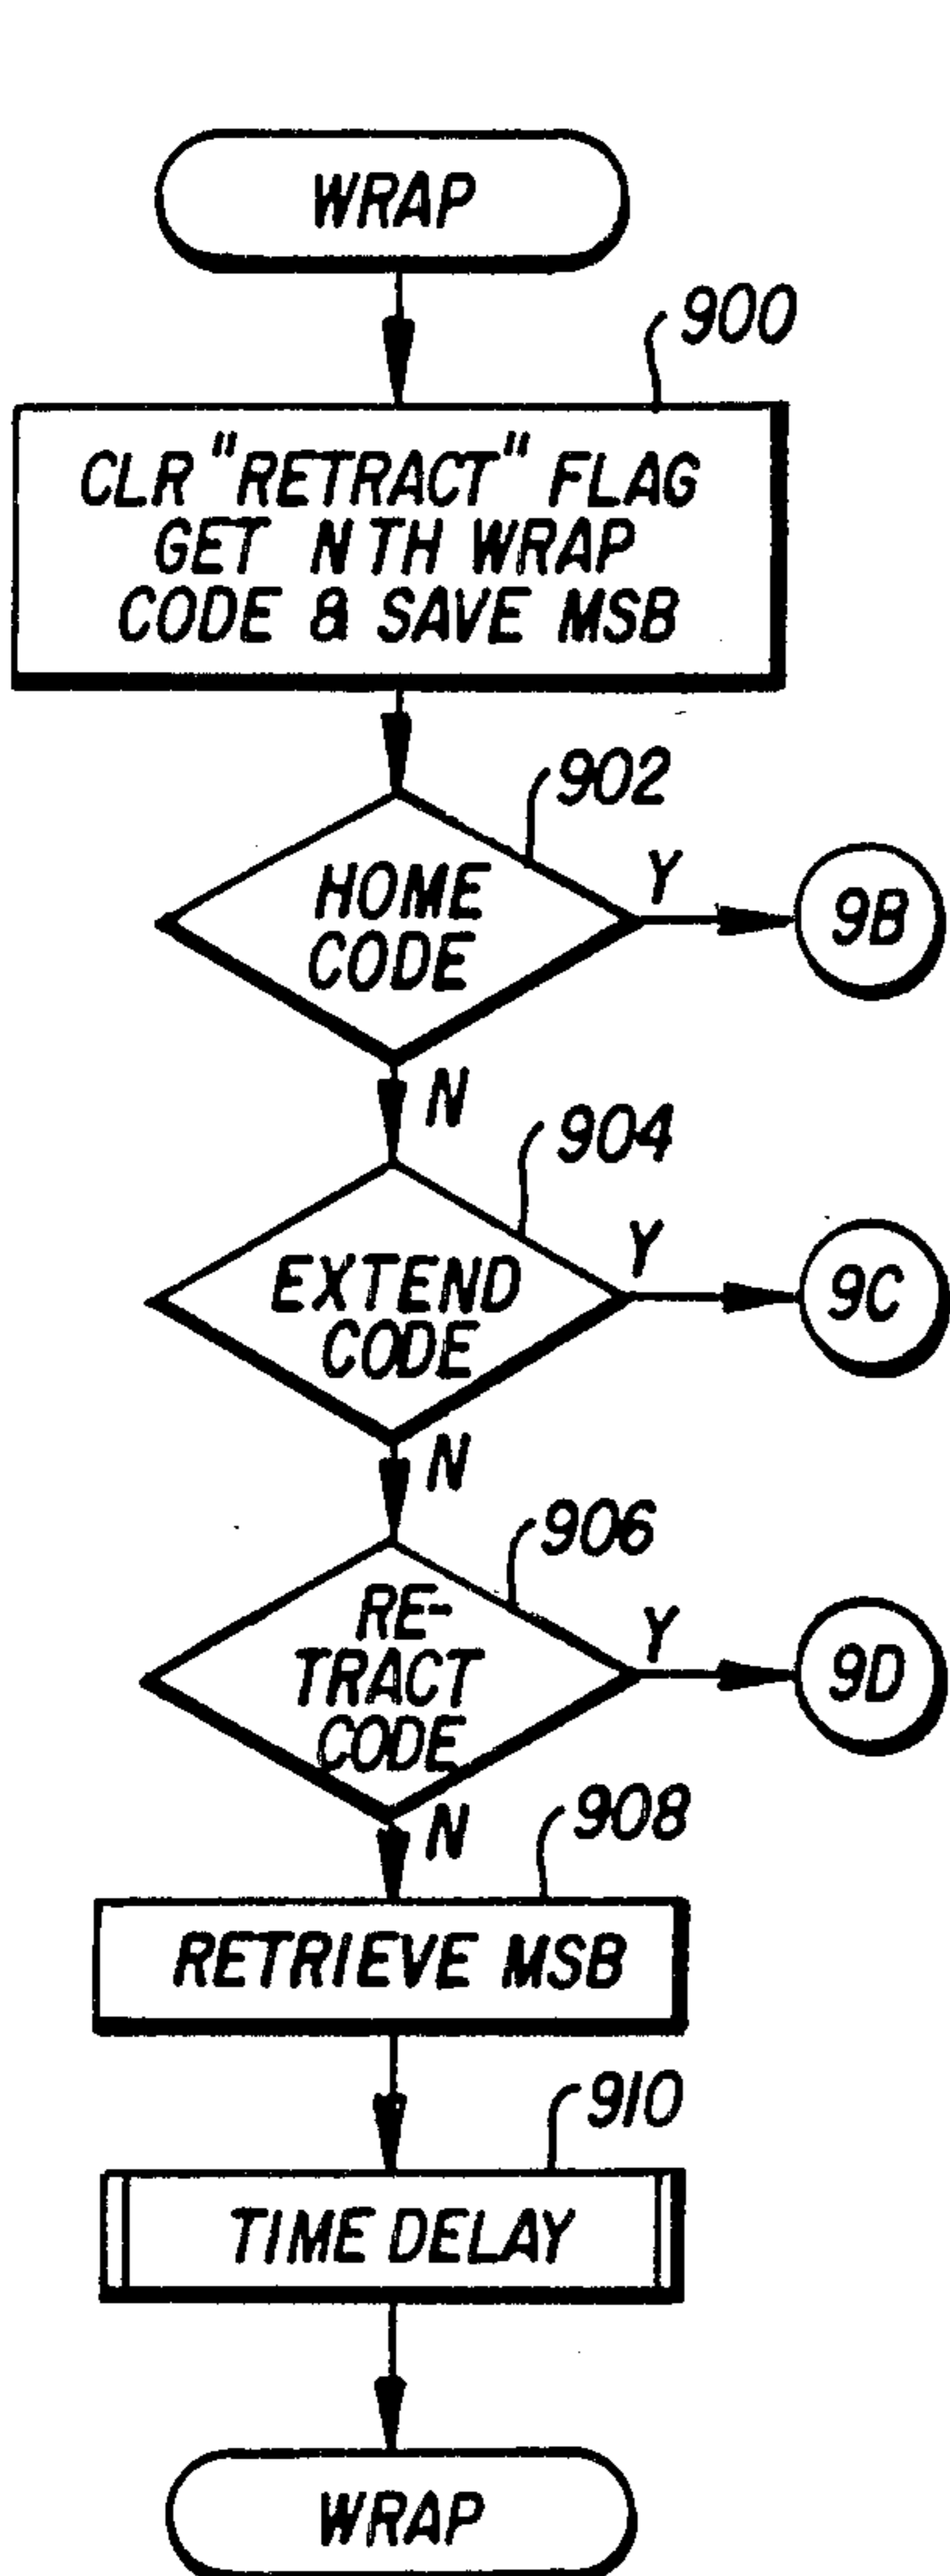 WRAP
900
CLR "RETRACT" FLAG
GET NTH WRAP
CODE & SAVE MSB
902
HOME
CODE
Y
9B
N
904
EXTEND
CODE
Y
9C
N
906
RE-
TRACT
CODE
Y
9D
N
908
RETRIEVE MSB
910
TIME DELAY
WRAP